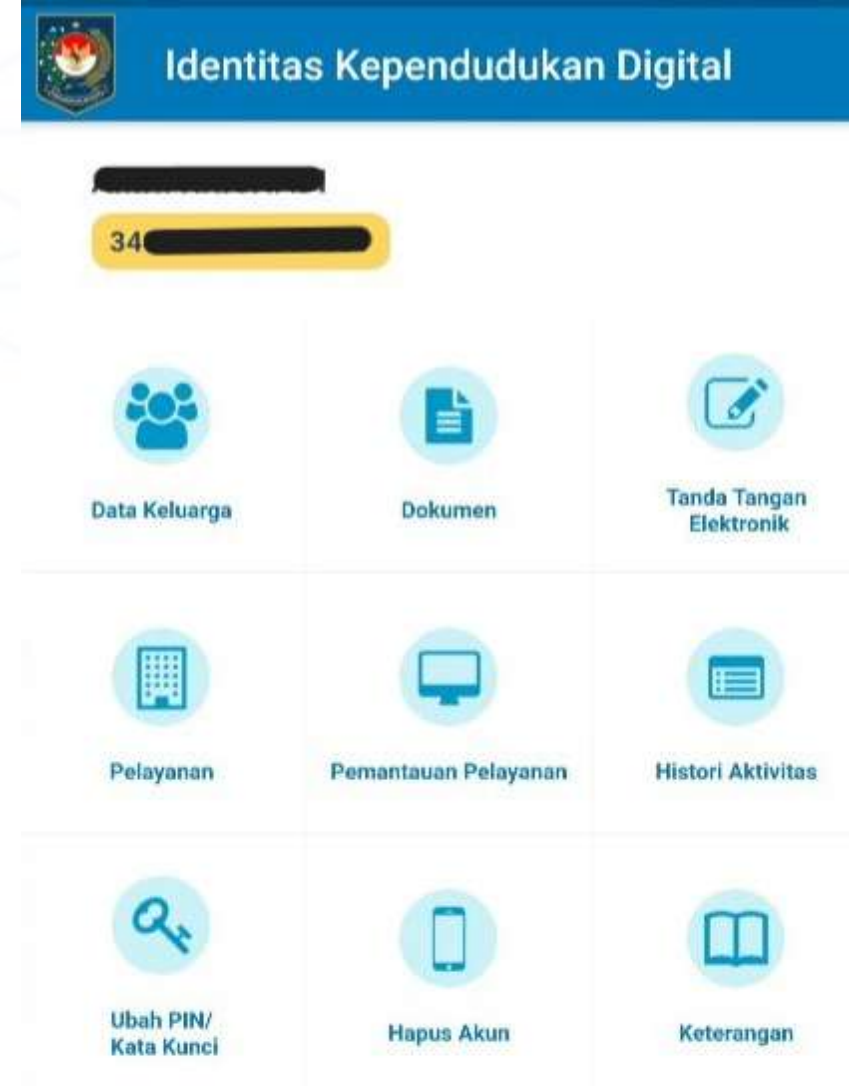 Identitas Kependudukan Digital
34
Data Keluarga
Dokumen
Tanda Tangan
Elektronik
Pelayanan
Pemantauan Pelayanan
Histori Aktivitas
Ubah PIN/
Kata Kunci
Hapus Akun
Keterangan